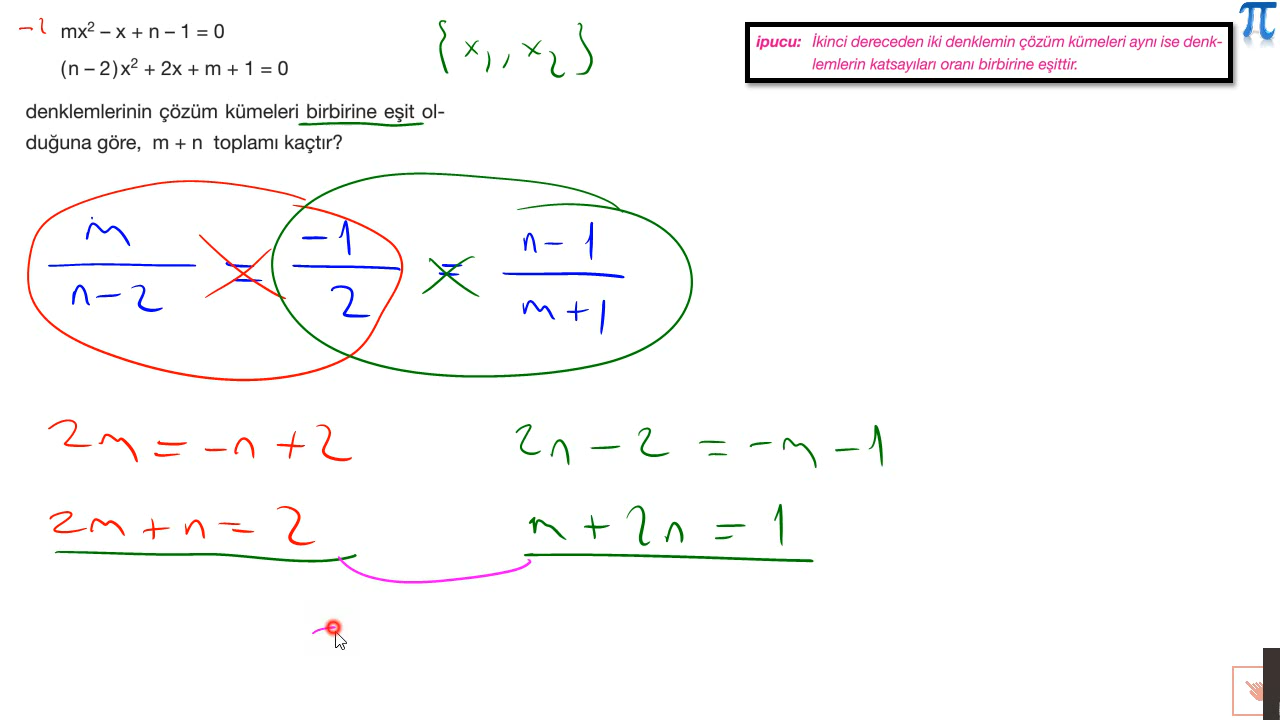 -2 mx² – x + n – 1 = 0
(n – 2)x² + 2x + m + 1 = 0
denklemlerinin çözüm kümeleri birbirine eşit ol-
duğuna göre, m + n toplamı kaçtır?
{x₁, x₂}
ipucu: İkinci dereceden iki denklemin çözüm kümeleri aynı ise denk-
lemlerin katsayıları oranı birbirine eşittir.
π
m/(n-2) = -1/2 = (n-1)/(m+1)
2m = -n + 2
2n - 2 = -m - 1
2m + n = 2
m + 2n = 1